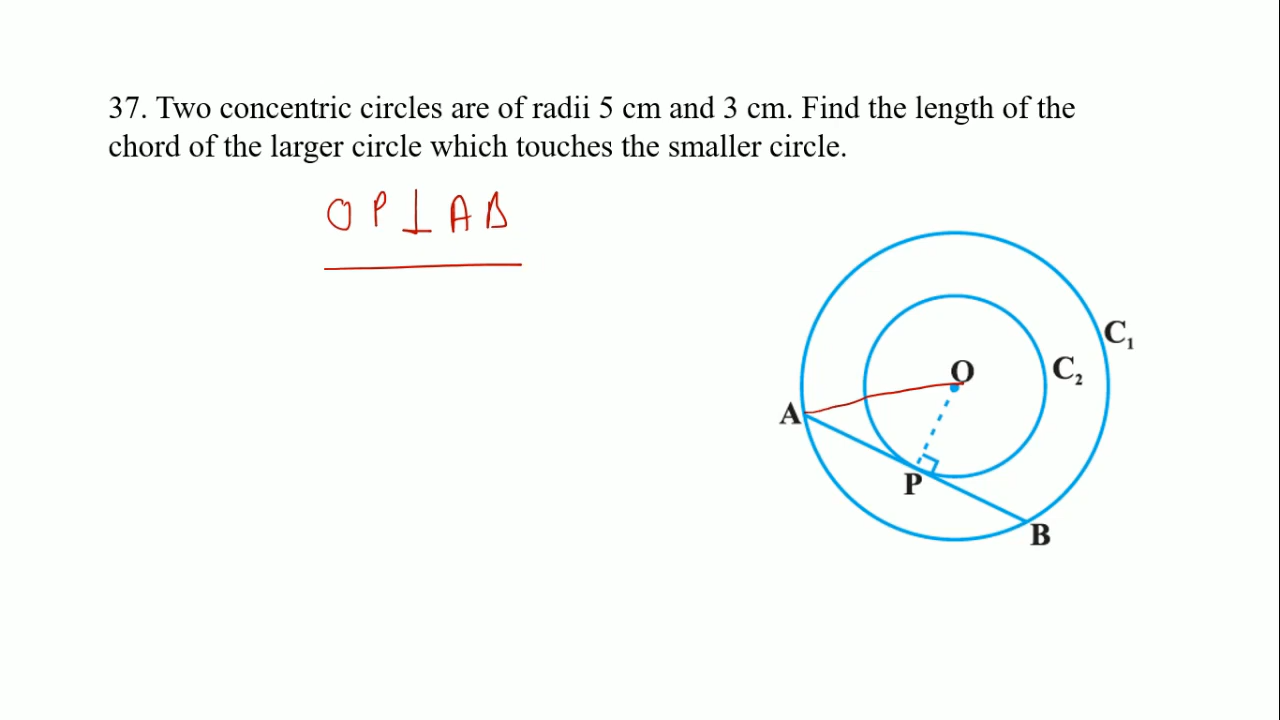 37. Two concentric circles are of radii 5 cm and 3 cm. Find the length of the
chord of the larger circle which touches the smaller circle.
OP⊥AB
C₁
O
C₂
A
P
B